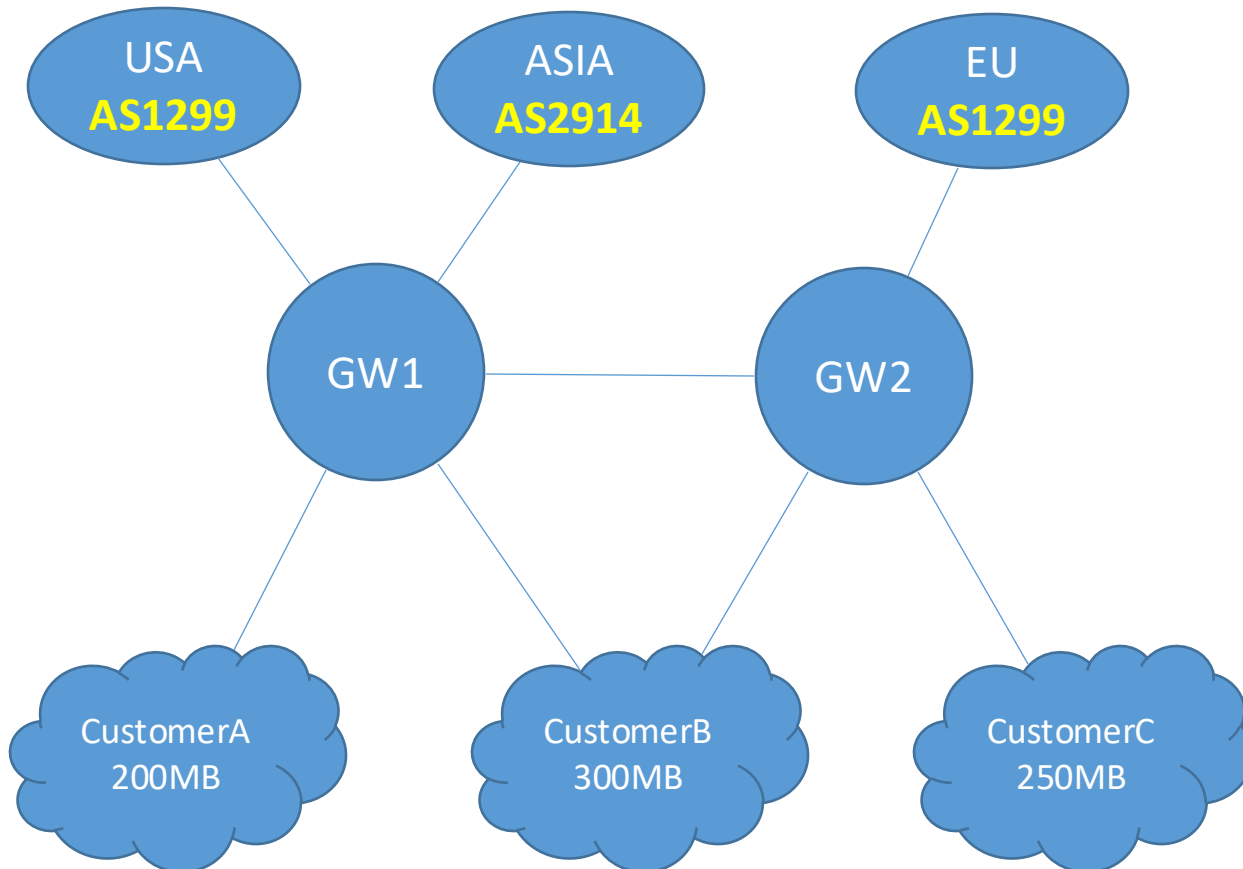 USA
AS1299
ASIA
AS2914
EU
AS1299
GW1
GW2
CustomerA
200MB
CustomerB
300MB
CustomerC
250MB